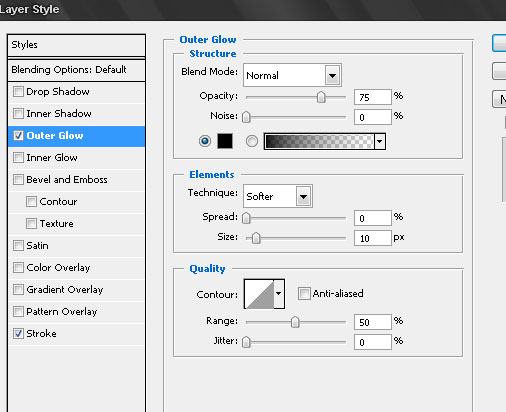 Layer Style
Styles
Blending Options: Default
Drop Shadow
Inner Shadow
Outer Glow
Inner Glow
Bevel and Emboss
Contour
Texture
Satin
Color Overlay
Gradient Overlay
Pattern Overlay
Stroke
Outer Glow
Structure
Blend Mode: Normal
Opacity: 75 %
Noise: 0 %
Elements
Technique: Softer
Spread: 0 %
Size: 10 px
Quality
Contour: Anti-aliased
Range: 50 %
Jitter: 0 %